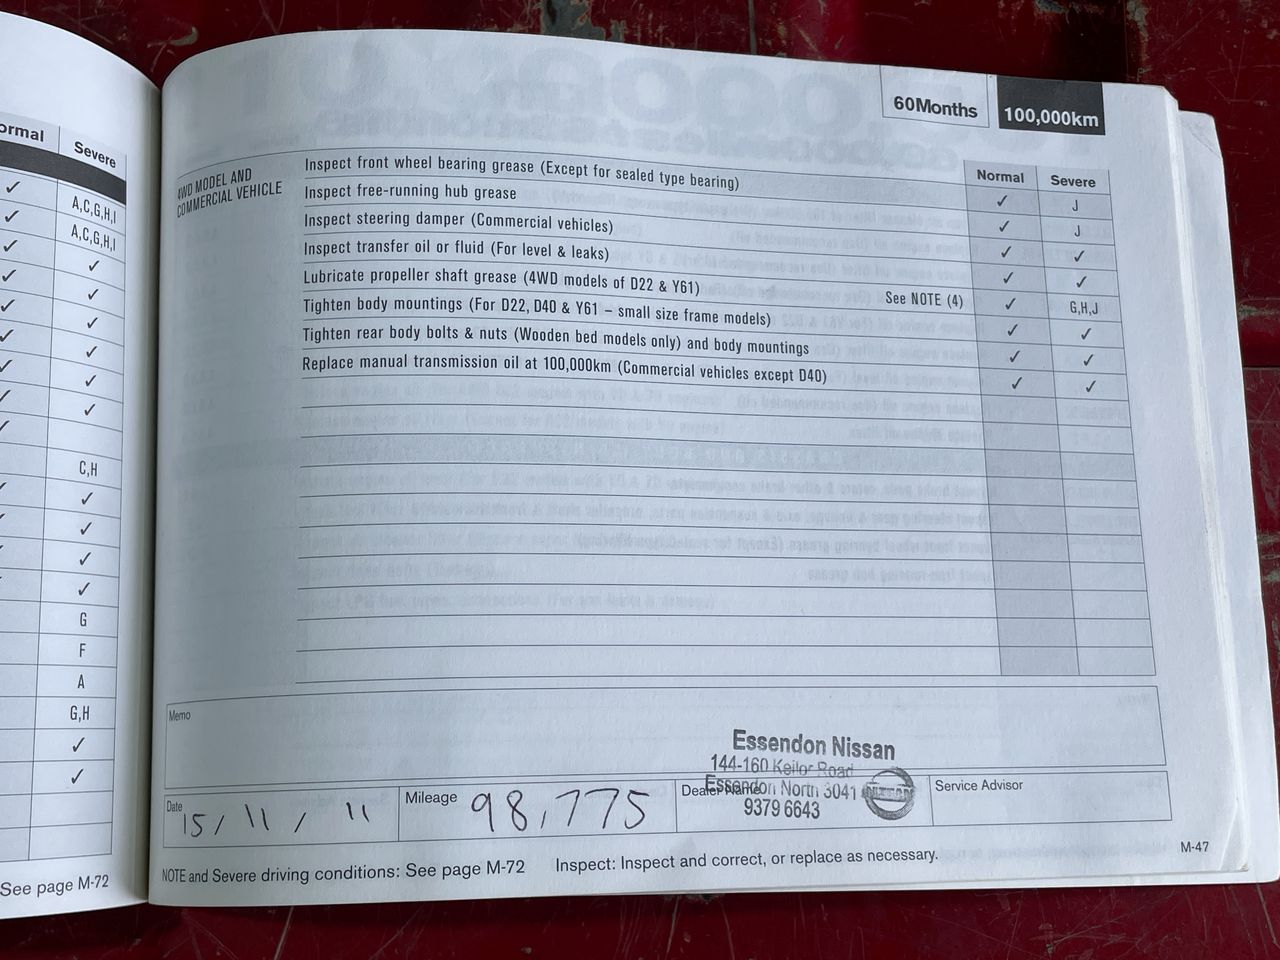 ormal Severe
✓ A,C,G,H,I
✓ A,C,G,H,I
✓ ✓
✓ ✓
✓ ✓
✓ ✓
✓ ✓
✓ ✓
✓
C,H
✓ ✓
✓ ✓
✓ ✓
✓ ✓
G
F
A
G,H
✓
✓
See page M-72
60Months 100,000km
4WD MODEL AND
COMMERCIAL VEHICLE
Normal Severe
Inspect front wheel bearing grease (Except for sealed type bearing) ✓ J
Inspect free-running hub grease ✓ J
Inspect steering damper (Commercial vehicles) ✓ ✓
Inspect transfer oil or fluid (For level & leaks) ✓ ✓
Lubricate propeller shaft grease (4WD models of D22 & Y61) See NOTE (4) ✓ G,H,J
Tighten body mountings (For D22, D40 & Y61 – small size frame models) ✓ ✓
Tighten rear body bolts & nuts (Wooden bed models only) and body mountings ✓ ✓
Replace manual transmission oil at 100,000km (Commercial vehicles except D40) ✓ ✓
Memo
Essendon Nissan
144-160 Keilor Road
Essendon North 3041
9379 6643
NISSAN
Date 15 / 11 / 11
Mileage 98,775
Dealer Name
Service Advisor
NOTE and Severe driving conditions: See page M-72 Inspect: Inspect and correct, or replace as necessary.
M-47